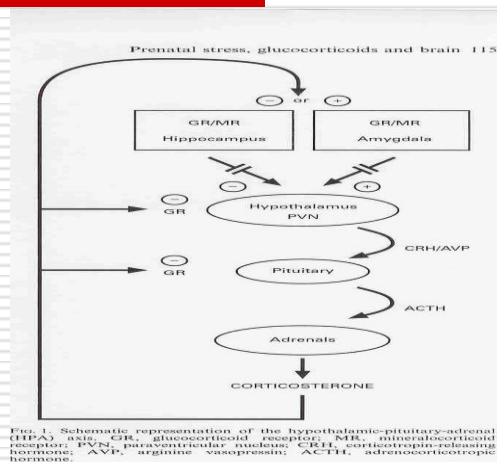 Prenatal stress, glucocorticoids and brain 115
− or +
GR/MR
Hippocampus
GR/MR
Amygdala
− +
−
GR
Hypothalamus
PVN
CRH/AVP
−
GR
Pituitary
ACTH
Adrenals
CORTICOSTERONE
FIG. 1. Schematic representation of the hypothalamic-pituitary-adrenal
(HPA) axis. GR, glucocorticoid receptor; MR, mineralocorticoid
receptor; PVN, paraventricular nucleus; CRH, corticotropin-releasing
hormone; AVP, arginine vasopressin; ACTH, adrenocorticotropic
hormone.